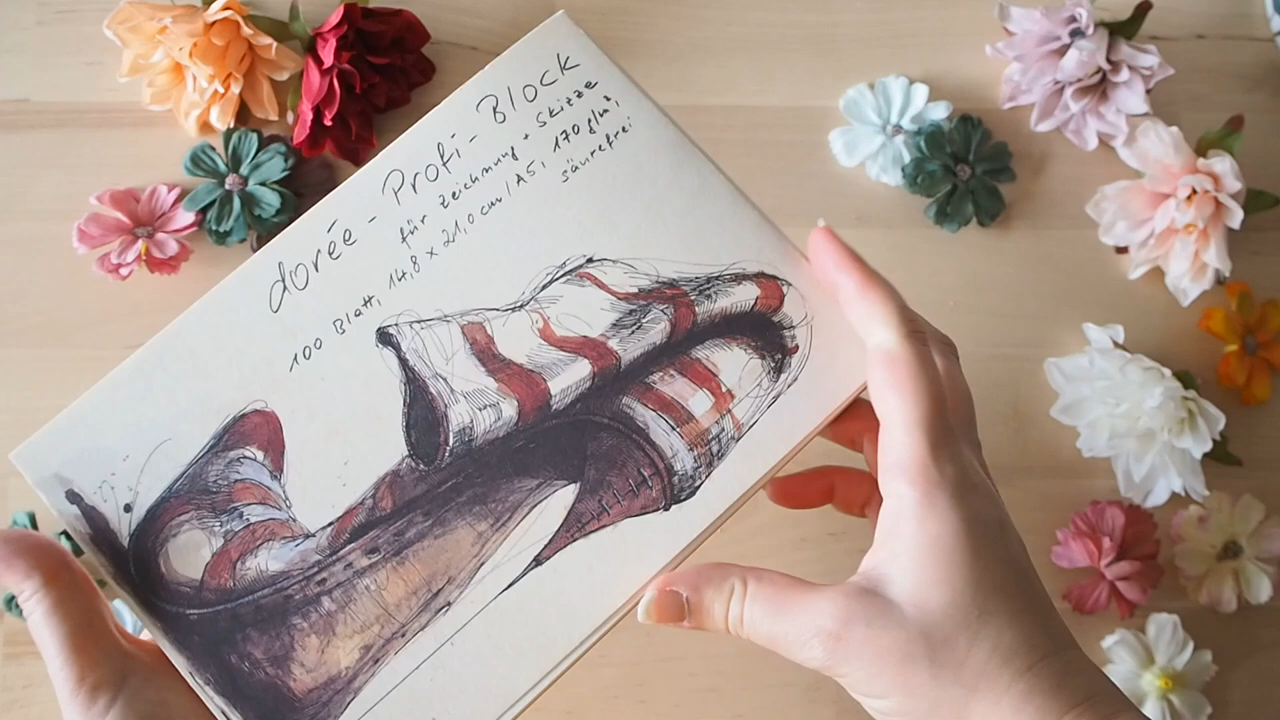 dorée - Profi - Block
für Zeichnung + Skizze
100 Blatt, 14,8 x 21,0 cm / A5, 170 g/m²,
säurefrei